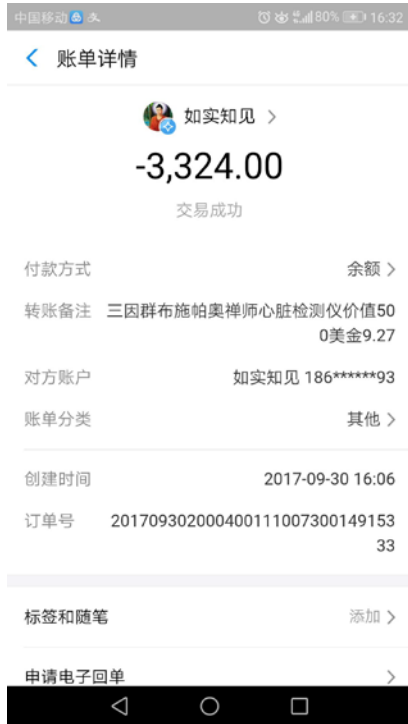 中国移动 80% 16:32
账单详情
如实知见
-3,324.00
交易成功
付款方式 余额
转账备注 三因群布施帕奥禅师心脏检测仪价值50
0美金9.27
对方账户 如实知见 186******93
账单分类 其他
创建时间 2017-09-30 16:06
订单号 20170930200040011100730014 9153
33
标签和随笔 添加
申请电子回单